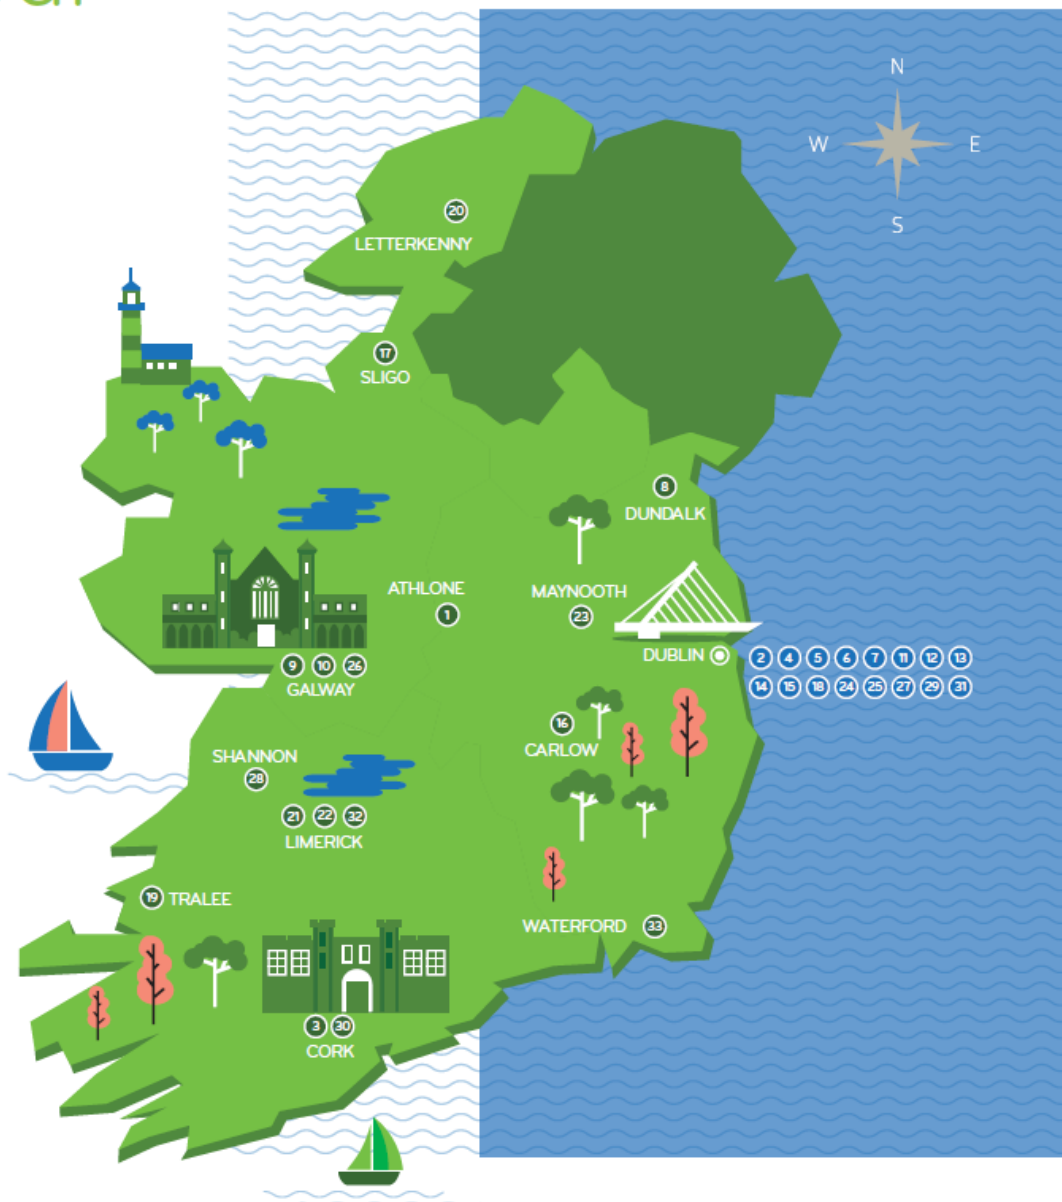 N
W E
S
20
LETTERKENNY
17
SLIGO
8
DUNDALK
ATHLONE
1
MAYNOOTH
23
DUBLIN
2 4 5 6 7 11 12 13
14 15 18 24 25 27 29 31
9 10 26
GALWAY
16
CARLOW
SHANNON
28
21 22 32
LIMERICK
19 TRALEE
WATERFORD 33
3 30
CORK